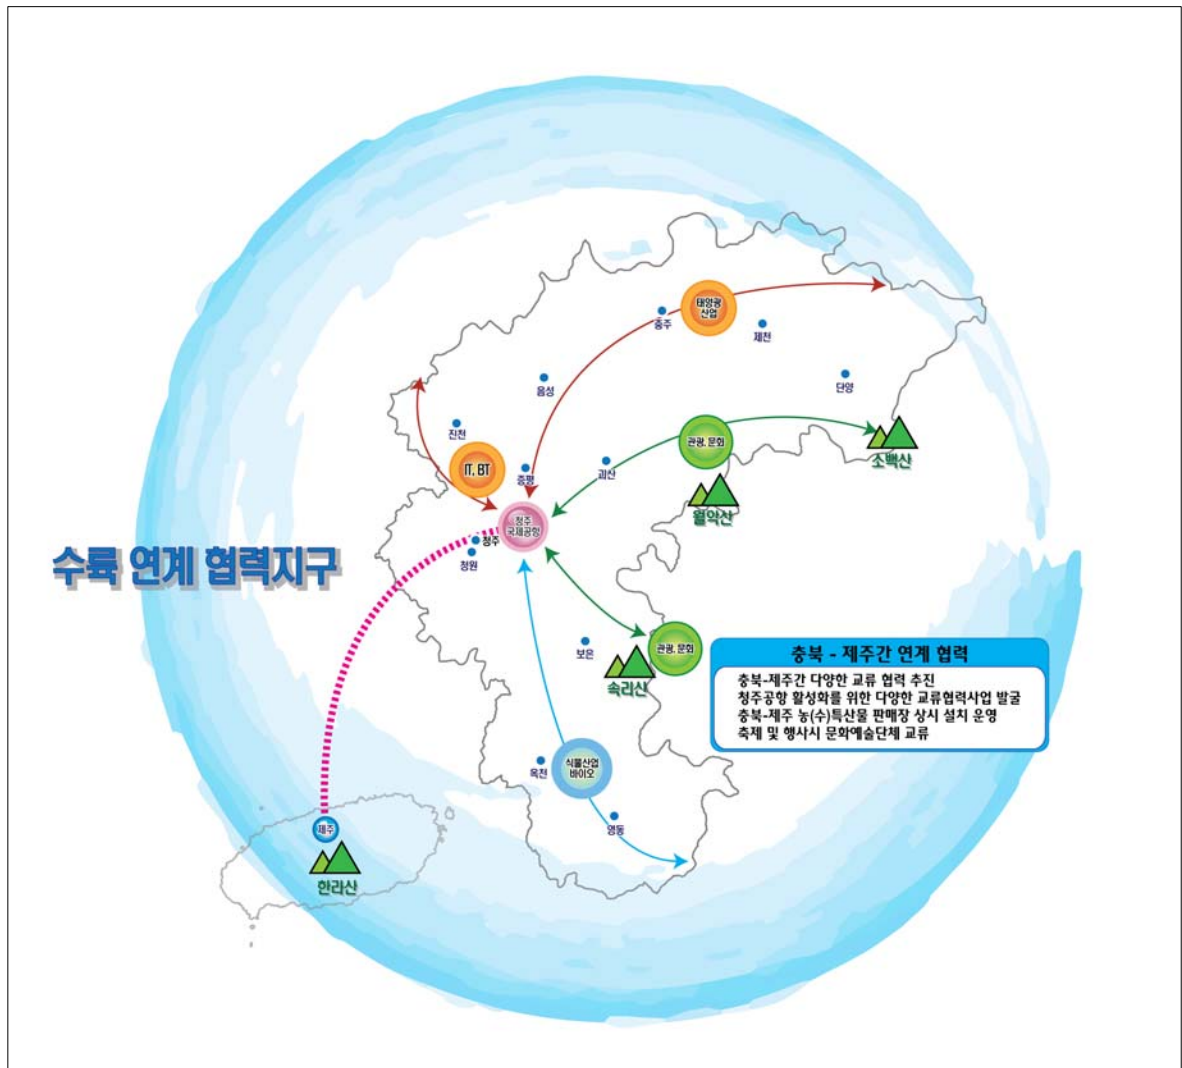 태양광
산업
충주
제천
음성
단양
진천
관광, 문화
소백산
IT, BT
증평
괴산
월악산
청주
국제공항
청주
청원
수륙 연계 협력지구
보은
관광, 문화
속리산
충북 - 제주간 연계 협력
충북-제주간 다양한 교류 협력 추진
청주공항 활성화를 위한 다양한 교류협력사업 발굴
충북-제주 농(수)특산물 판매장 상시 설치 운영
축제 및 행사시 문화예술단체 교류
옥천
식물산업
바이오
영동
제주
한라산